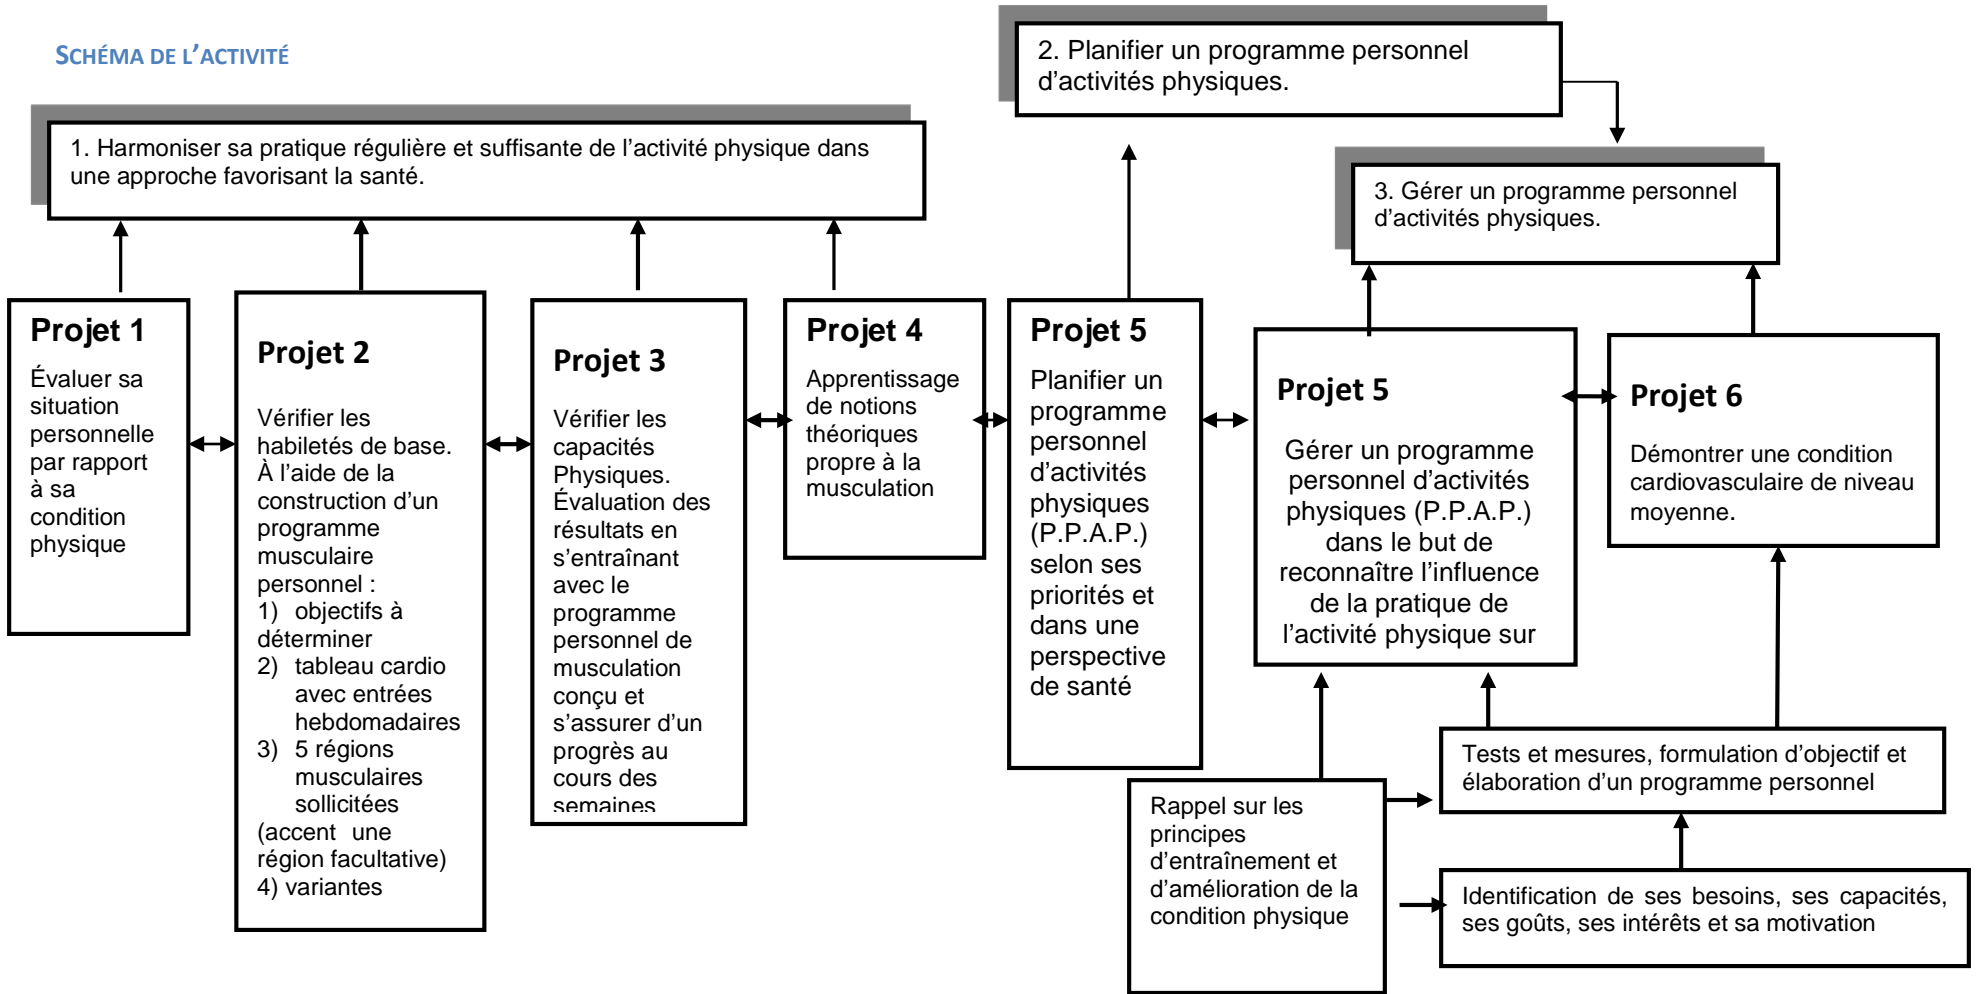 SCHÉMA DE L’ACTIVITÉ
2. Planifier un programme personnel
d’activités physiques.
1. Harmoniser sa pratique régulière et suffisante de l’activité physique dans
une approche favorisant la santé.
3. Gérer un programme personnel
d’activités physiques.
Projet 1
Évaluer sa
situation
personnelle
par rapport
à sa
condition
physique
Projet 2
Vérifier les
habiletés de base.
À l’aide de la
construction d’un
programme
musculaire
personnel :
1) objectifs à
déterminer
2) tableau cardio
avec entrées
hebdomadaires
3) 5 régions
musculaires
sollicitées
(accent une
région facultative)
4) variantes
Projet 3
Vérifier les
capacités
Physiques.
Évaluation des
résultats en
s’entraînant
avec le
programme
personnel de
musculation
conçu et
s’assurer d’un
progrès au
cours des
semaines
Projet 4
Apprentissage
de notions
théoriques
propre à la
musculation
Projet 5
Planifier un
programme
personnel
d’activités
physiques
(P.P.A.P.)
selon ses
priorités et
dans une
perspective
de santé
Projet 5
Gérer un programme
personnel d’activités
physiques (P.P.A.P.)
dans le but de
reconnaître l’influence
de la pratique de
l’activité physique sur
Projet 6
Démontrer une condition
cardiovasculaire de niveau
moyenne.
Tests et mesures, formulation d’objectif et
élaboration d’un programme personnel
Rappel sur les
principes
d’entraînement et
d’amélioration de la
condition physique
Identification de ses besoins, ses capacités,
ses goûts, ses intérêts et sa motivation